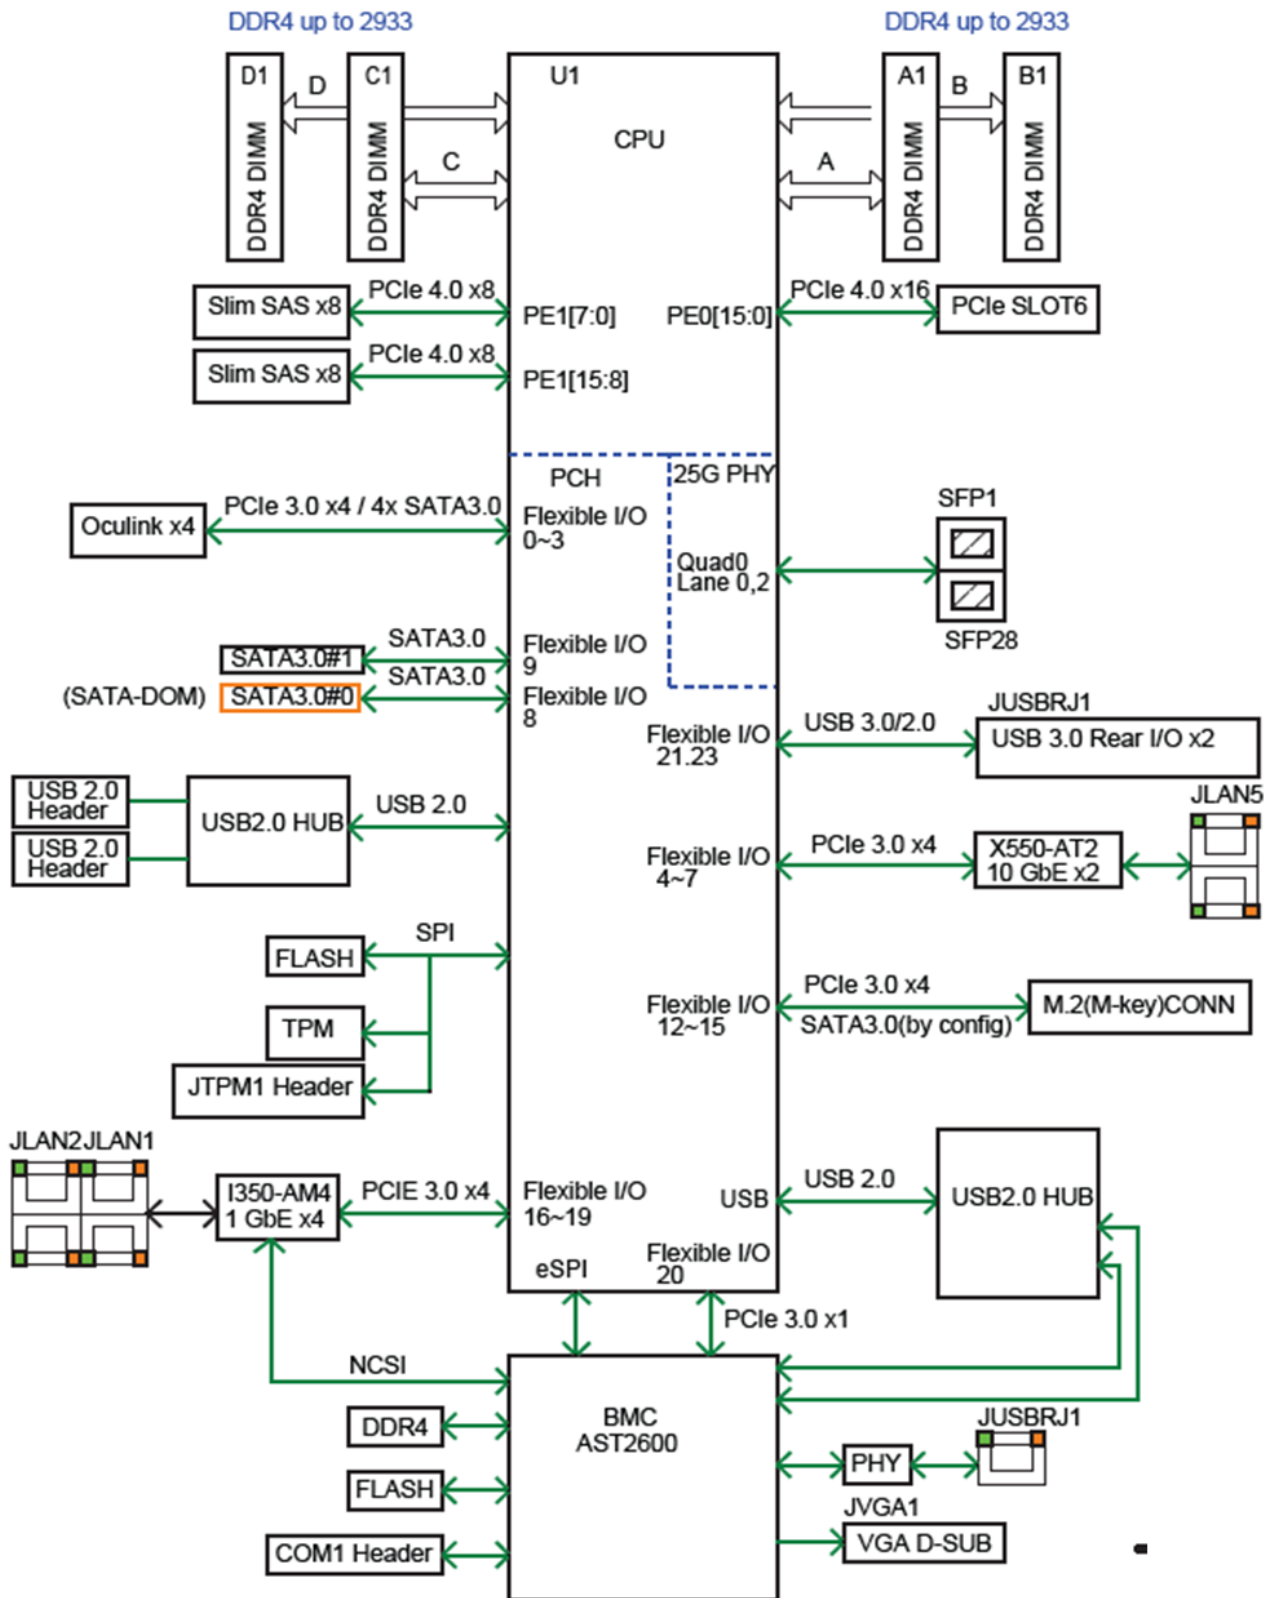 DDR4 up to 2933
DDR4 up to 2933
D1
D
C1
U1
A1
B
B1
CPU
DDR4 DIMM
DDR4 DIMM
C
A
DDR4 DIMM
DDR4 DIMM
Slim SAS x8
PCIe 4.0 x8
PE1[7:0]
PE0[15:0]
PCIe 4.0 x16
PCIe SLOT6
Slim SAS x8
PCIe 4.0 x8
PE1[15:8]
PCH
25G PHY
Oculink x4
PCIe 3.0 x4 / 4x SATA3.0
Flexible I/O
0~3
SFP1
Quad0
Lane 0,2
SFP28
SATA3.0#1
SATA3.0
Flexible I/O
9
(SATA-DOM)
SATA3.0#0
SATA3.0
Flexible I/O
8
Flexible I/O
21.23
USB 3.0/2.0
JUSBRJ1
USB 3.0 Rear I/O x2
USB 2.0
Header
USB 2.0
Header
USB2.0 HUB
USB 2.0
Flexible I/O
4~7
PCIe 3.0 x4
X550-AT2
10 GbE x2
JLAN5
SPI
FLASH
TPM
JTPM1 Header
Flexible I/O
12~15
PCIe 3.0 x4
SATA3.0(by config)
M.2(M-key)CONN
JLAN2JLAN1
I350-AM4
1 GbE x4
PCIE 3.0 x4
Flexible I/O
16~19
USB
USB 2.0
USB2.0 HUB
eSPI
Flexible I/O
20
PCIe 3.0 x1
NCSI
BMC
AST2600
DDR4
FLASH
COM1 Header
PHY
JUSBRJ1
JVGA1
VGA D-SUB